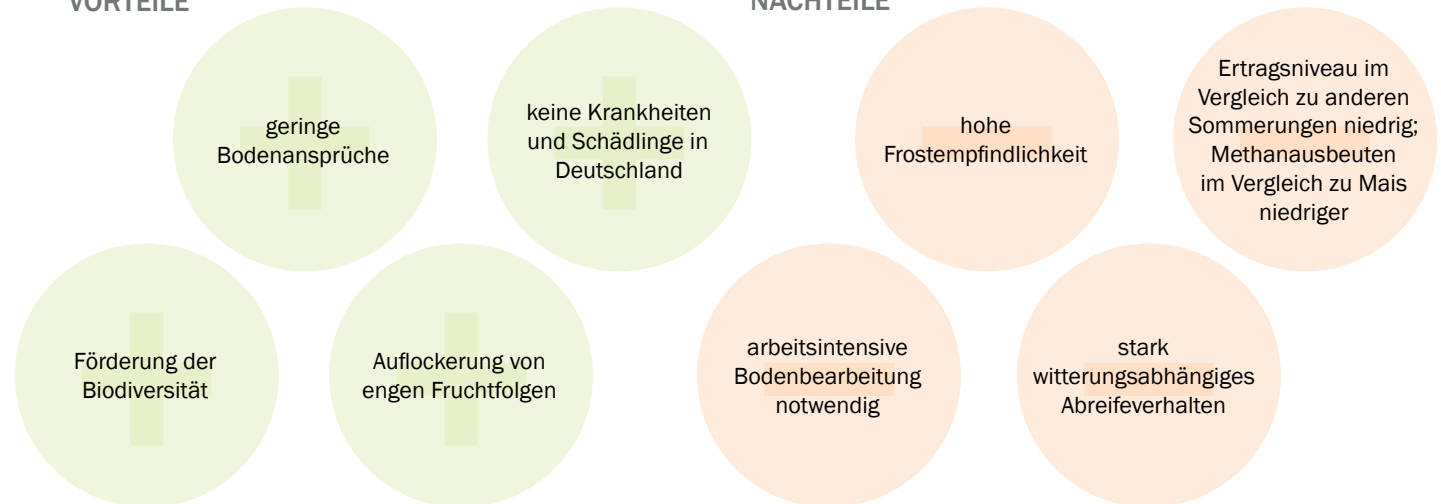 VORTEILE
geringe
Bodenansprüche
keine Krankheiten
und Schädlinge in
Deutschland
Förderung der
Biodiversität
Auflockerung von
engen Fruchtfolgen
NACHTEILE
hohe
Frostempfindlichkeit
Ertragsniveau im
Vergleich zu anderen
Sommerungen niedrig;
Methanausbeuten
im Vergleich zu Mais
niedriger
arbeitsintensive
Bodenbearbeitung
notwendig
stark
witterungsabhängiges
Abreifeverhalten